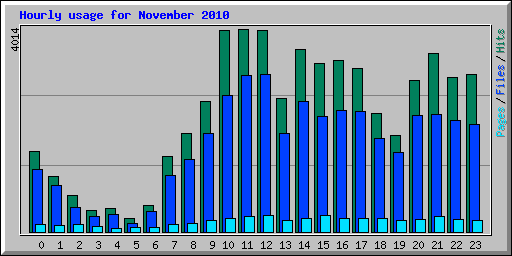 Hourly usage for November 2010
4014
Pages/Files/Hits
0 1 2 3 4 5 6 7 8 9 10 11 12 13 14 15 16 17 18 19 20 21 22 23